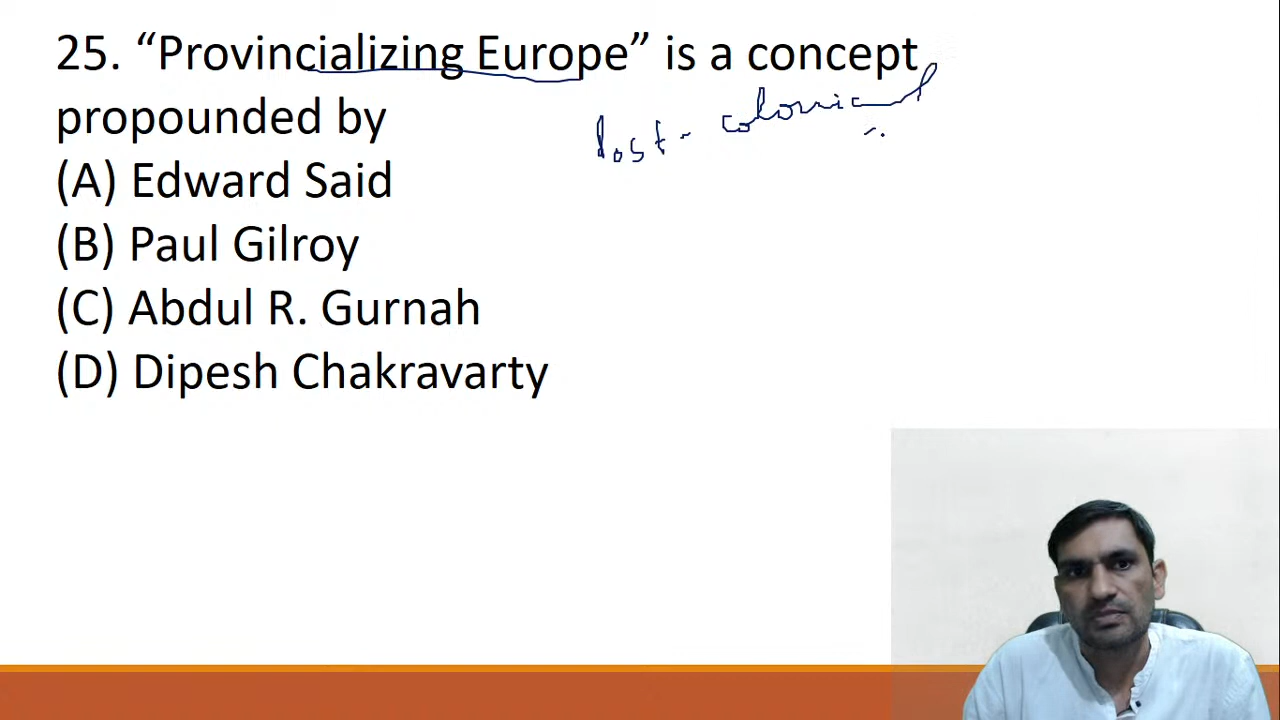 25. “Provincializing Europe” is a concept
propounded by
Post-colonial
(A) Edward Said
(B) Paul Gilroy
(C) Abdul R. Gurnah
(D) Dipesh Chakravarty